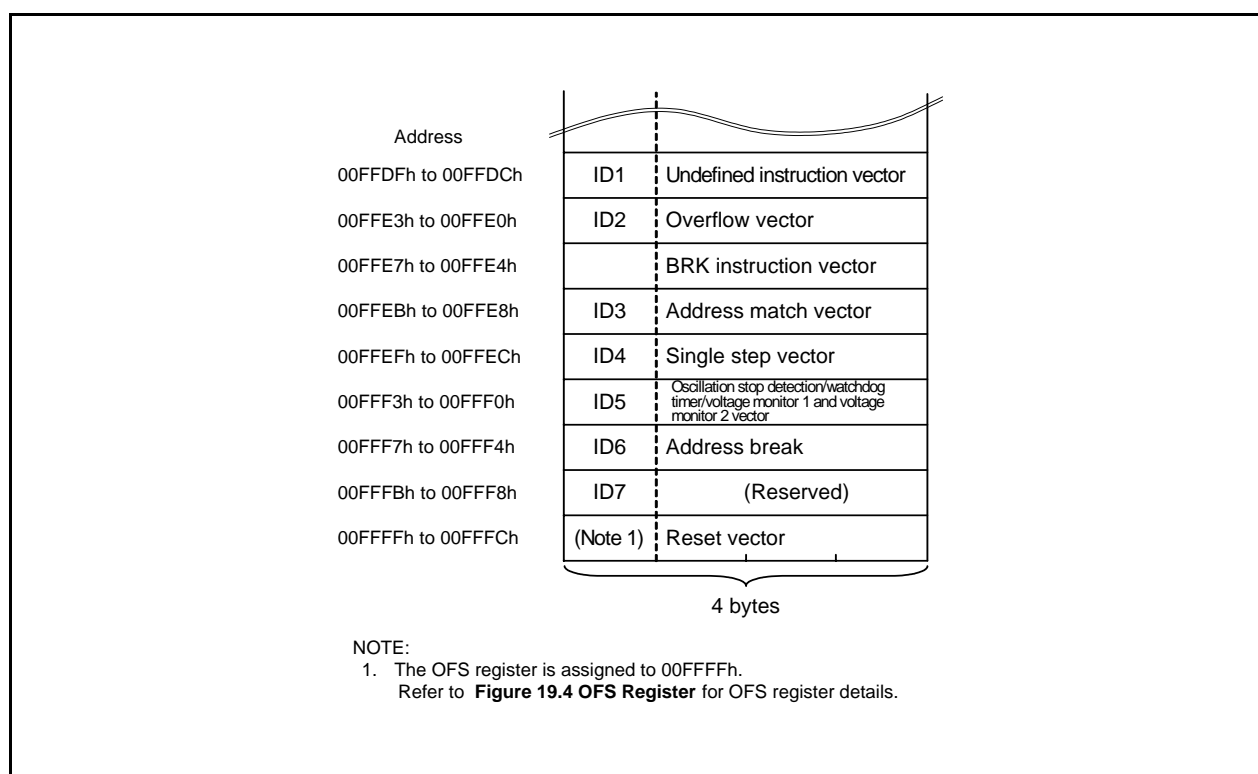 Address
00FFDFh to 00FFDCh ID1 Undefined instruction vector
00FFE3h to 00FFE0h ID2 Overflow vector
00FFE7h to 00FFE4h BRK instruction vector
00FFEBh to 00FFE8h ID3 Address match vector
00FFEFh to 00FFECh ID4 Single step vector
00FFF3h to 00FFF0h ID5 Oscillation stop detection/watchdog
timer/voltage monitor 1 and voltage
monitor 2 vector
00FFF7h to 00FFF4h ID6 Address break
00FFFBh to 00FFF8h ID7 (Reserved)
00FFFFh to 00FFFCh (Note 1) Reset vector
4 bytes
NOTE:
1. The OFS register is assigned to 00FFFFh.
Refer to Figure 19.4 OFS Register for OFS register details.